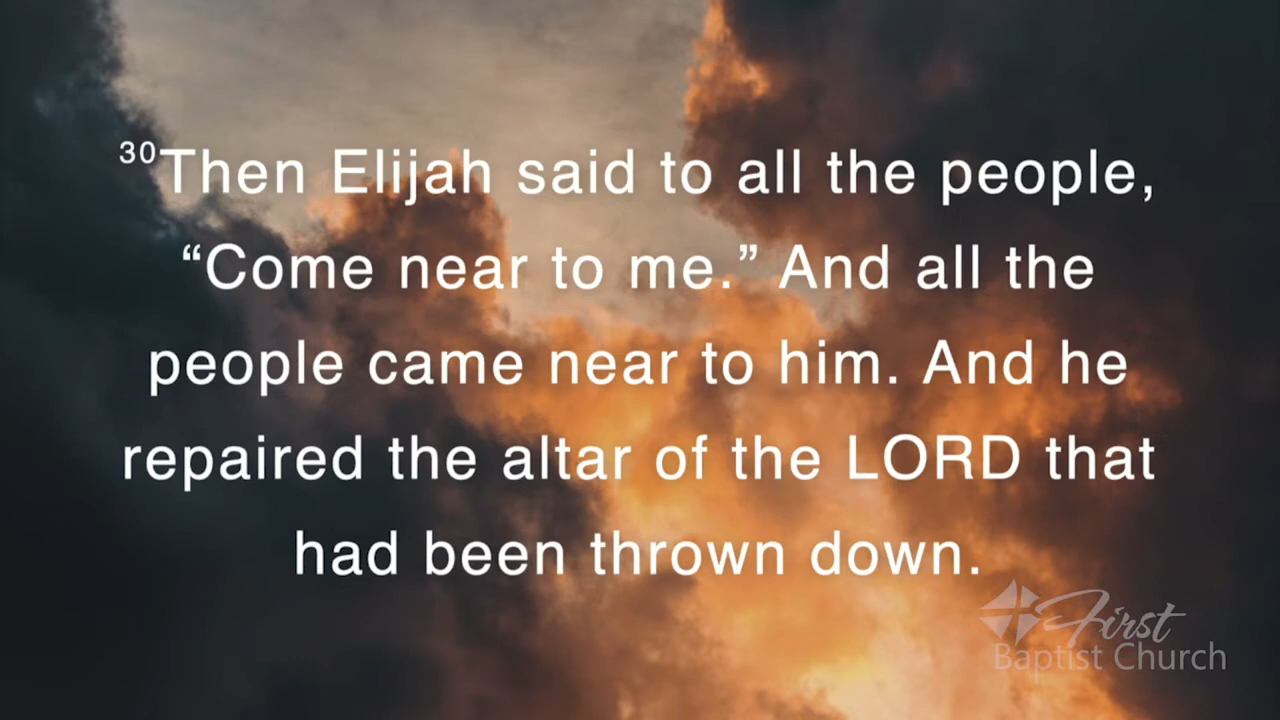 30Then Elijah said to all the people,
“Come near to me.” And all the
people came near to him. And he
repaired the altar of the LORD that
had been thrown down.
First
Baptist Church